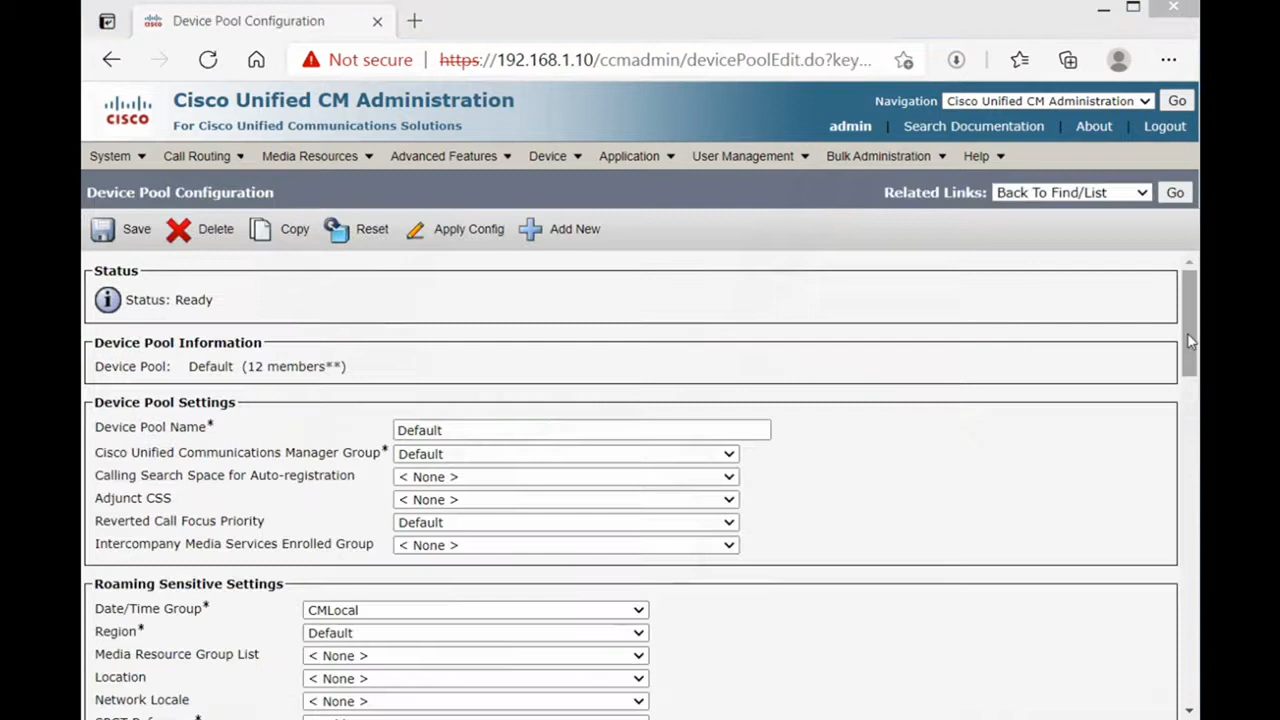 Device Pool Configuration
Not secure https://192.168.1.10/ccmadmin/devicePoolEdit.do?key...
CISCO
Cisco Unified CM Administration
For Cisco Unified Communications Solutions
Navigation Cisco Unified CM Administration Go
admin | Search Documentation | About | Logout
System Call Routing Media Resources Advanced Features Device Application User Management Bulk Administration Help
Device Pool Configuration Related Links: Back To Find/List Go
Save Delete Copy Reset Apply Config Add New
Status
Status: Ready
Device Pool Information
Device Pool: Default (12 members**)
Device Pool Settings
Device Pool Name* Default
Cisco Unified Communications Manager Group* Default
Calling Search Space for Auto-registration < None >
Adjunct CSS < None >
Reverted Call Focus Priority Default
Intercompany Media Services Enrolled Group < None >
Roaming Sensitive Settings
Date/Time Group* CMLocal
Region* Default
Media Resource Group List < None >
Location < None >
Network Locale < None >